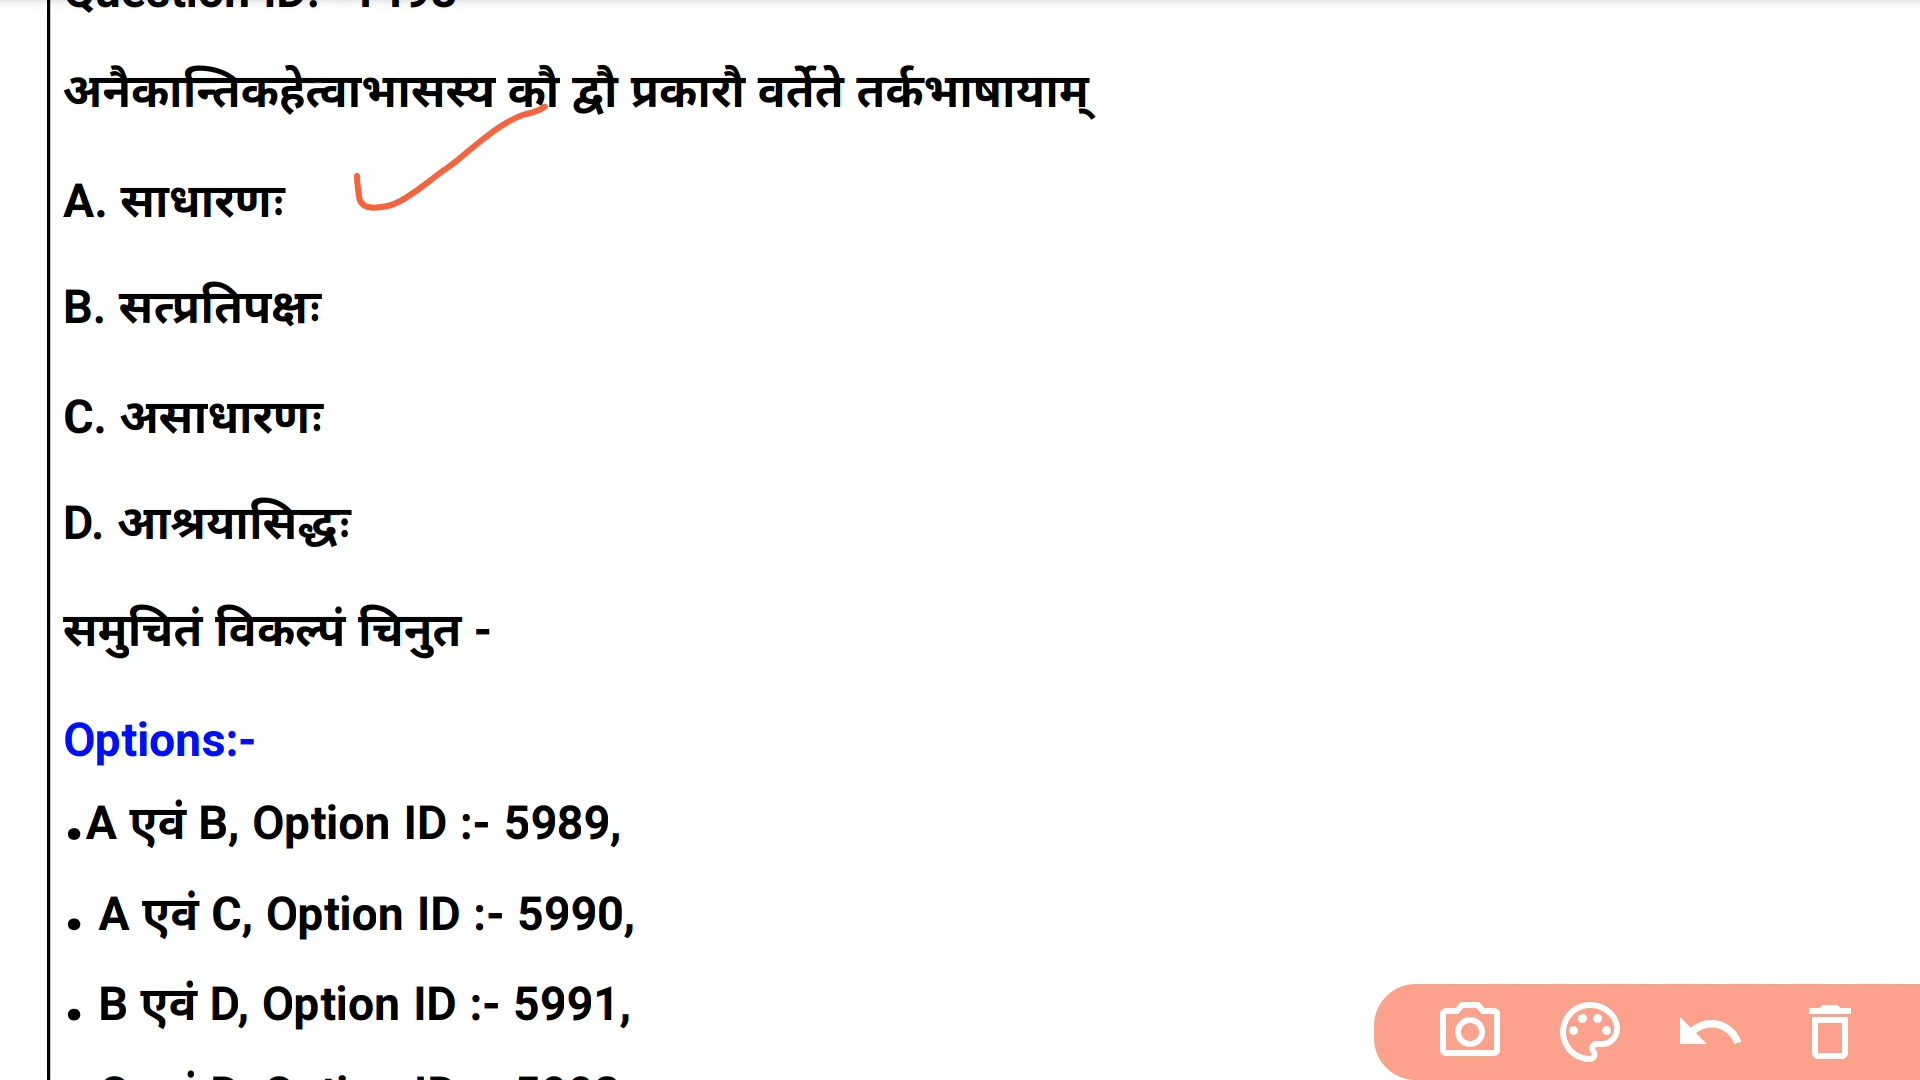 अनैकान्तिकहेत्वाभासस्य कौ द्वौ प्रकारौ वर्तेते तर्कभाषायाम्
A. साधारणः
B. सत्प्रतिपक्षः
C. असाधारणः
D. आश्रयासिद्धः
समुचितं विकल्पं चिनुत -
Options:-
•A एवं B, Option ID :- 5989,
• A एवं C, Option ID :- 5990,
• B एवं D, Option ID :- 5991,